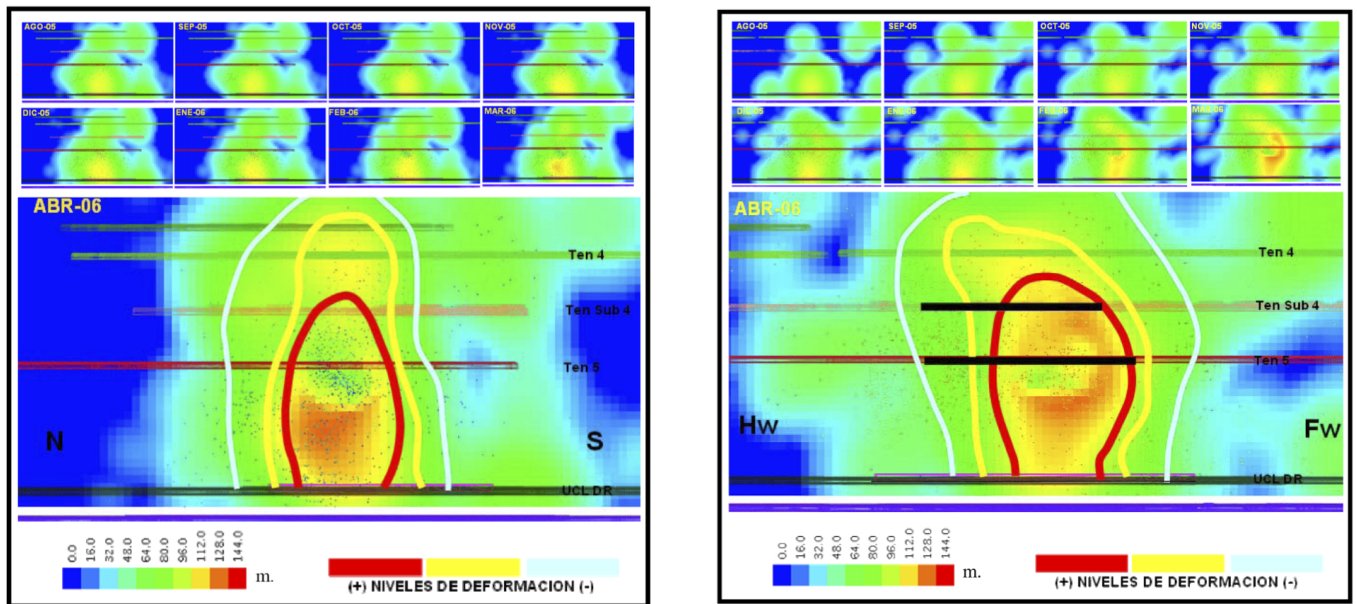 AGO-05 SEP-05 OCT-05 NOV-05
DIC-05 ENE-06 FEB-06 MAR-06
ABR-06
Ten 4
Ten Sub 4
Ten 5
N S
UCL DR
0.0 16.0 32.0 48.0 64.0 80.0 96.0 112.0 128.0 144.0 m.
(+) NIVELES DE DEFORMACION (-)
AGO-05 SEP-05 OCT-05 NOV-05
DIC-05 ENE-06 FEB-06 MAR-06
ABR-06
Ten 4
Ten Sub 4
Ten 5
Hw Fw
UCL DR
0.0 16.0 32.0 48.0 64.0 80.0 96.0 112.0 128.0 144.0 m.
(+) NIVELES DE DEFORMACION (-)